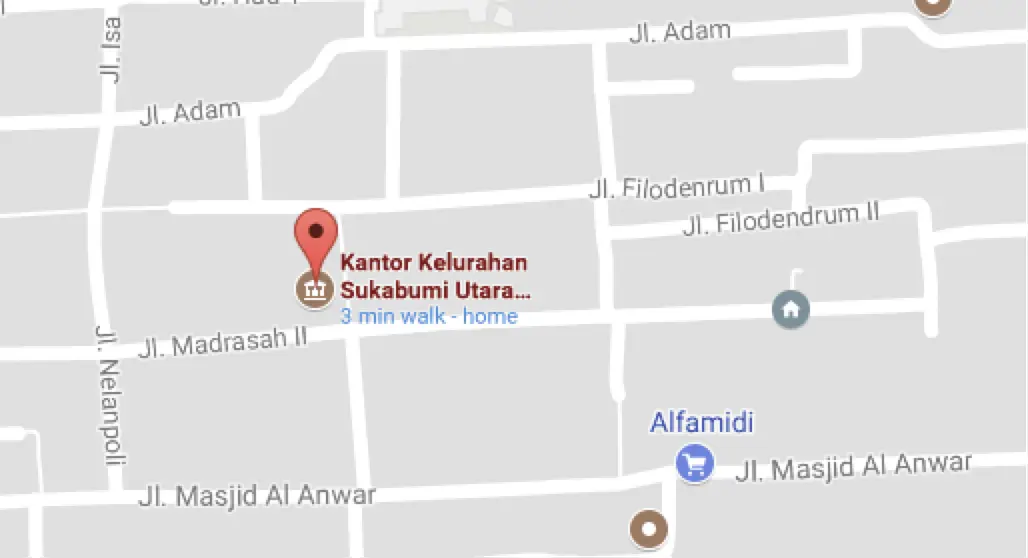 Jl. Isa
Jl. Adam
Jl. Adam
Jl. Filodenrum I
Jl. Filodendrum II
Kantor Kelurahan
Sukabumi Utara...
3 min walk - home
Jl. Madrasah II
Jl. Nelanpoli
Alfamidi
Jl. Masjid Al Anwar
Jl. Masjid Al Anwar